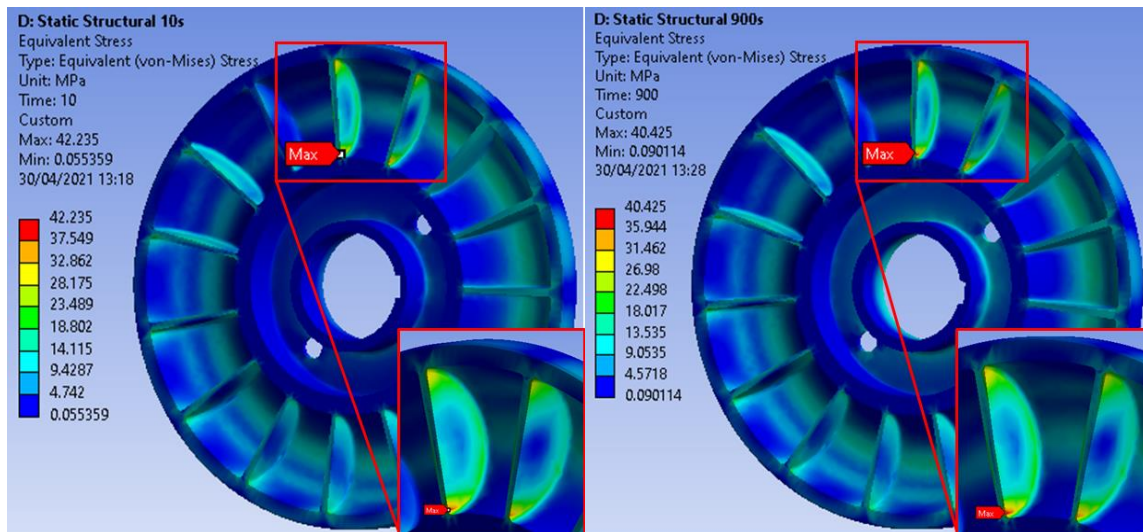 D: Static Structural 10s
Equivalent Stress
Type: Equivalent (von-Mises) Stress
Unit: MPa
Time: 10
Custom
Max: 42.235
Min: 0.055359
30/04/2021 13:18
42.235
37.549
32.862
28.175
23.489
18.802
14.115
9.4287
4.742
0.055359
Max
Max
D: Static Structural 900s
Equivalent Stress
Type: Equivalent (von-Mises) Stress
Unit: MPa
Time: 900
Custom
Max: 40.425
Min: 0.090114
30/04/2021 13:28
40.425
35.944
31.462
26.98
22.498
18.017
13.535
9.0535
4.5718
0.090114
Max
Max